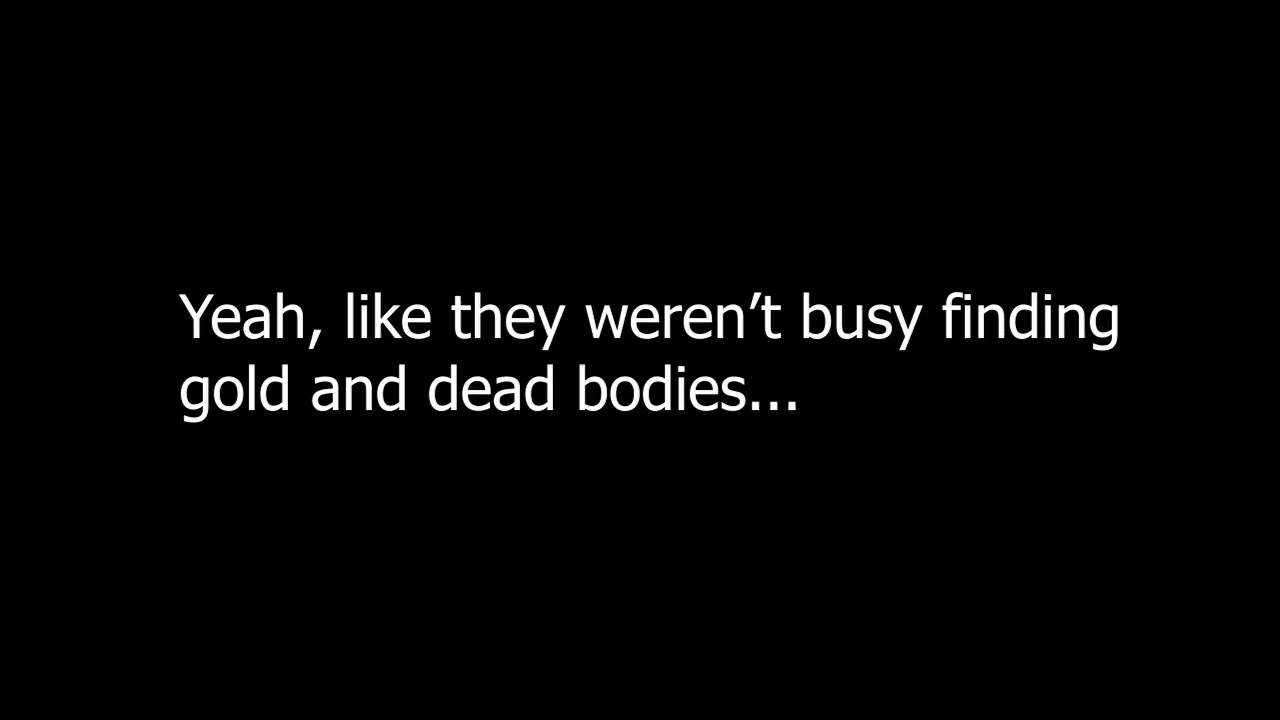 Yeah, like they weren’t busy finding
gold and dead bodies...